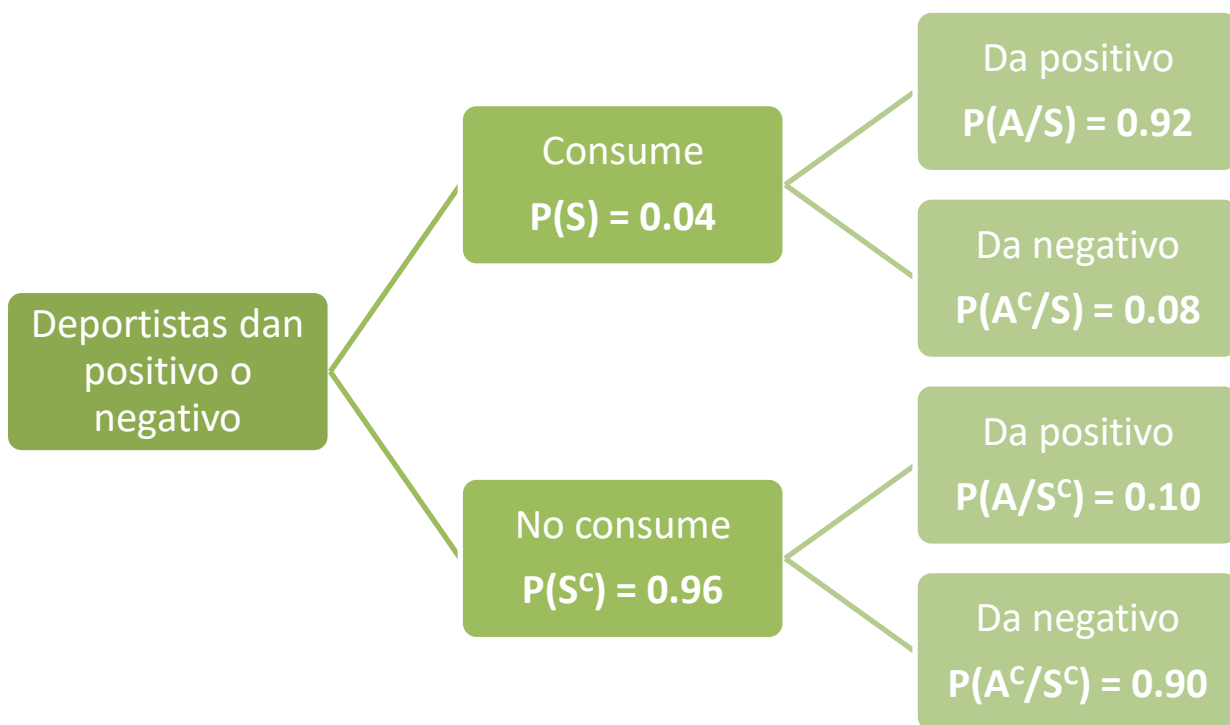 Deportistas dan
positivo o
negativo
Consume
P(S) = 0.04
Da positivo
P(A/S) = 0.92
Da negativo
P(Aᶜ/S) = 0.08
No consume
P(Sᶜ) = 0.96
Da positivo
P(A/Sᶜ) = 0.10
Da negativo
P(Aᶜ/Sᶜ) = 0.90